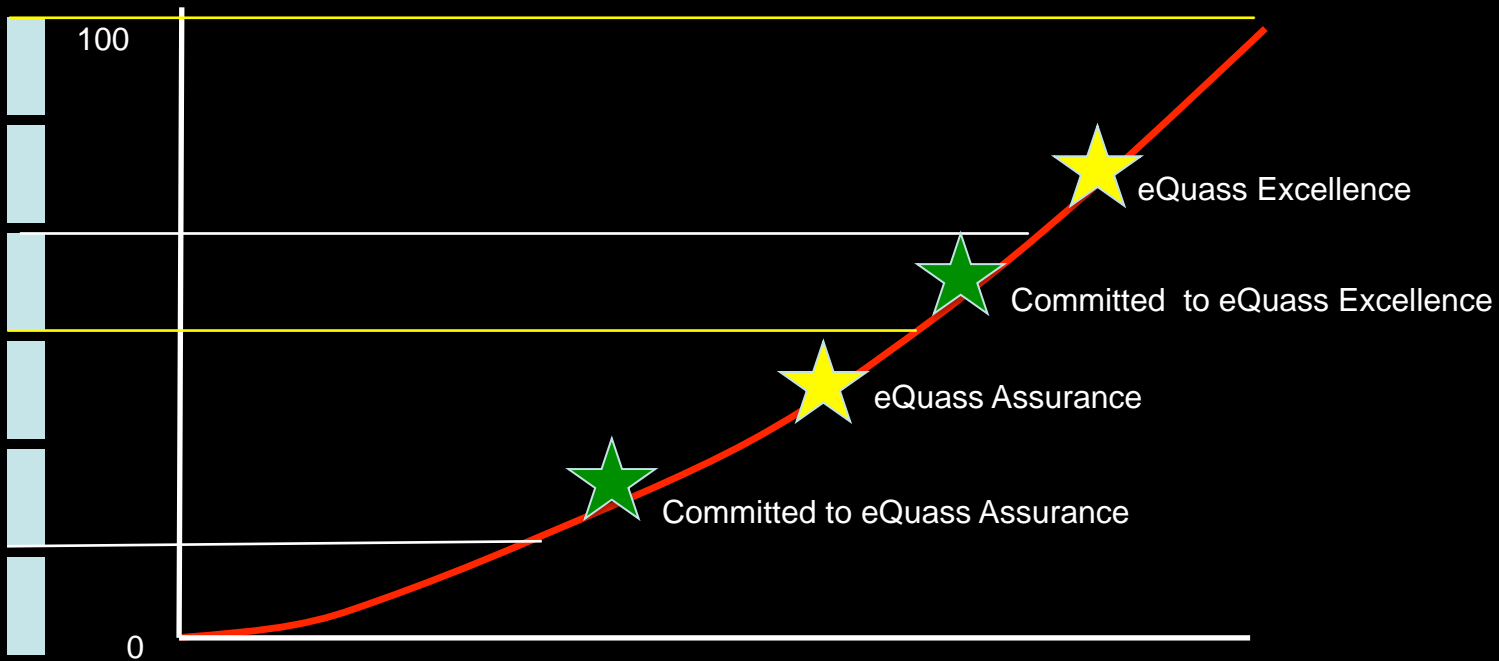 100
eQuass Excellence
Committed  to eQuass Excellence
eQuass Assurance
Committed to eQuass Assurance
0